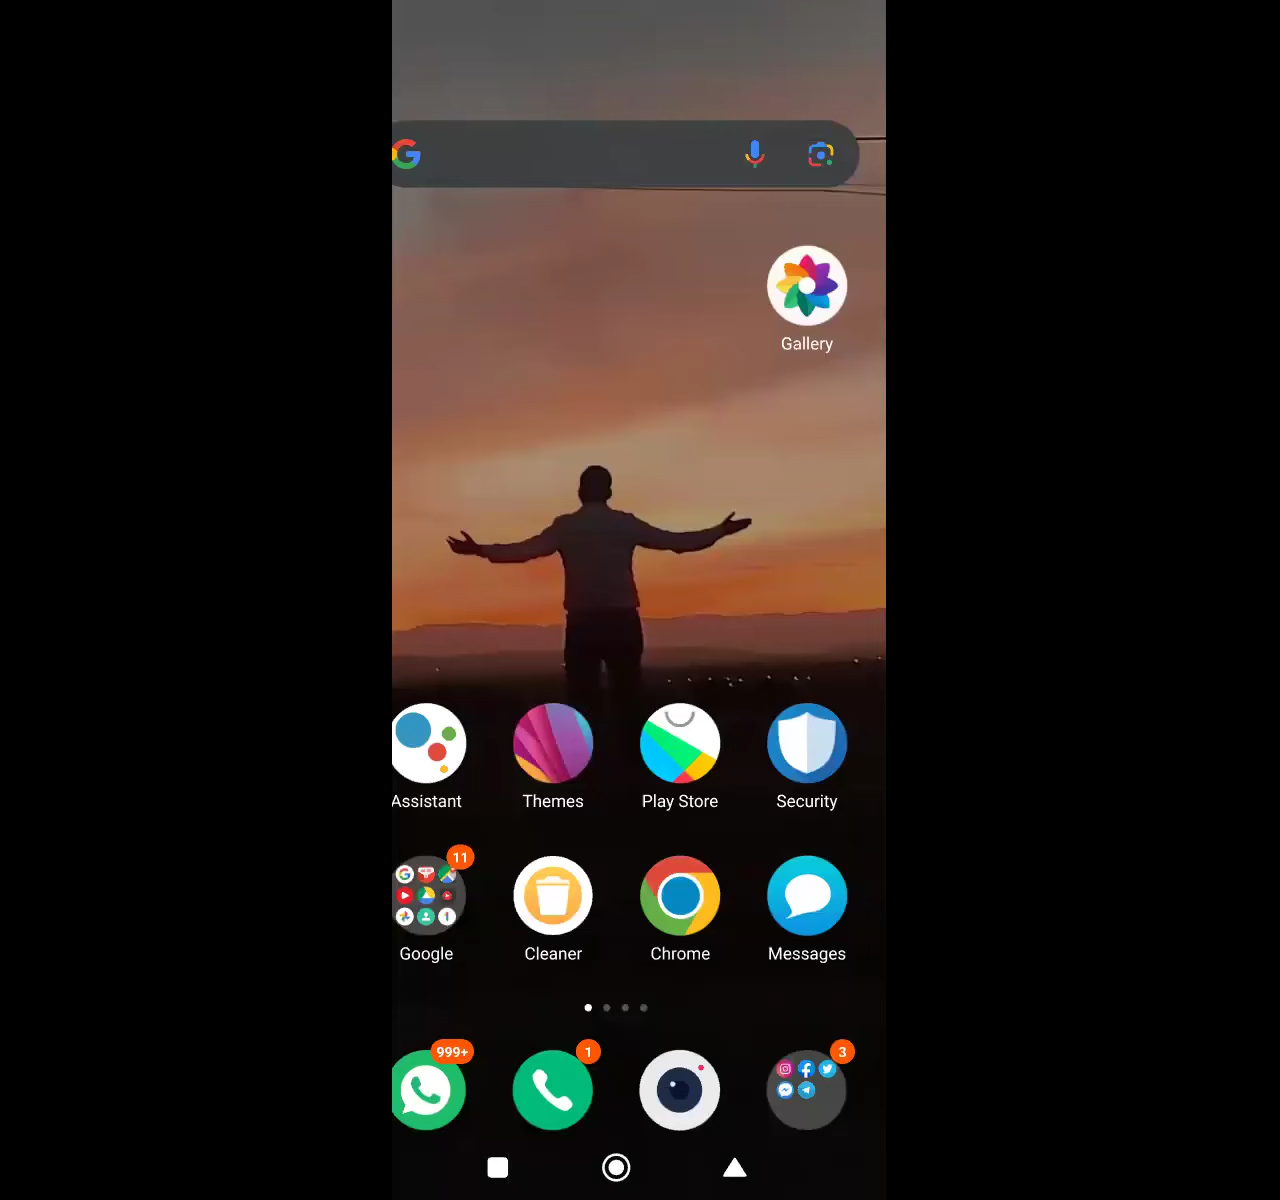 Gallery
Assistant
Themes
Play Store
Security
11
Google
Cleaner
Chrome
Messages
999+
1
3